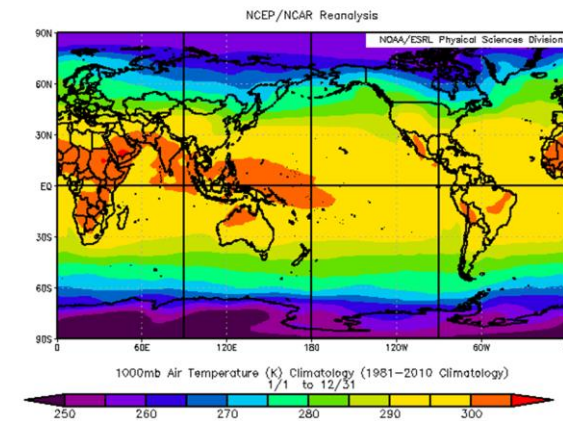 NCEP/NCAR Reanalysis
NOAA/ESRL Physical Sciences Division
90N
60N
30N
EQ
30S
60S
90S
0 60E 120E 180 120W 60W
1000mb Air Temperature (K) Climatology (1981-2010 Climatology)
1/1 to 12/31
250 260 270 280 290 300